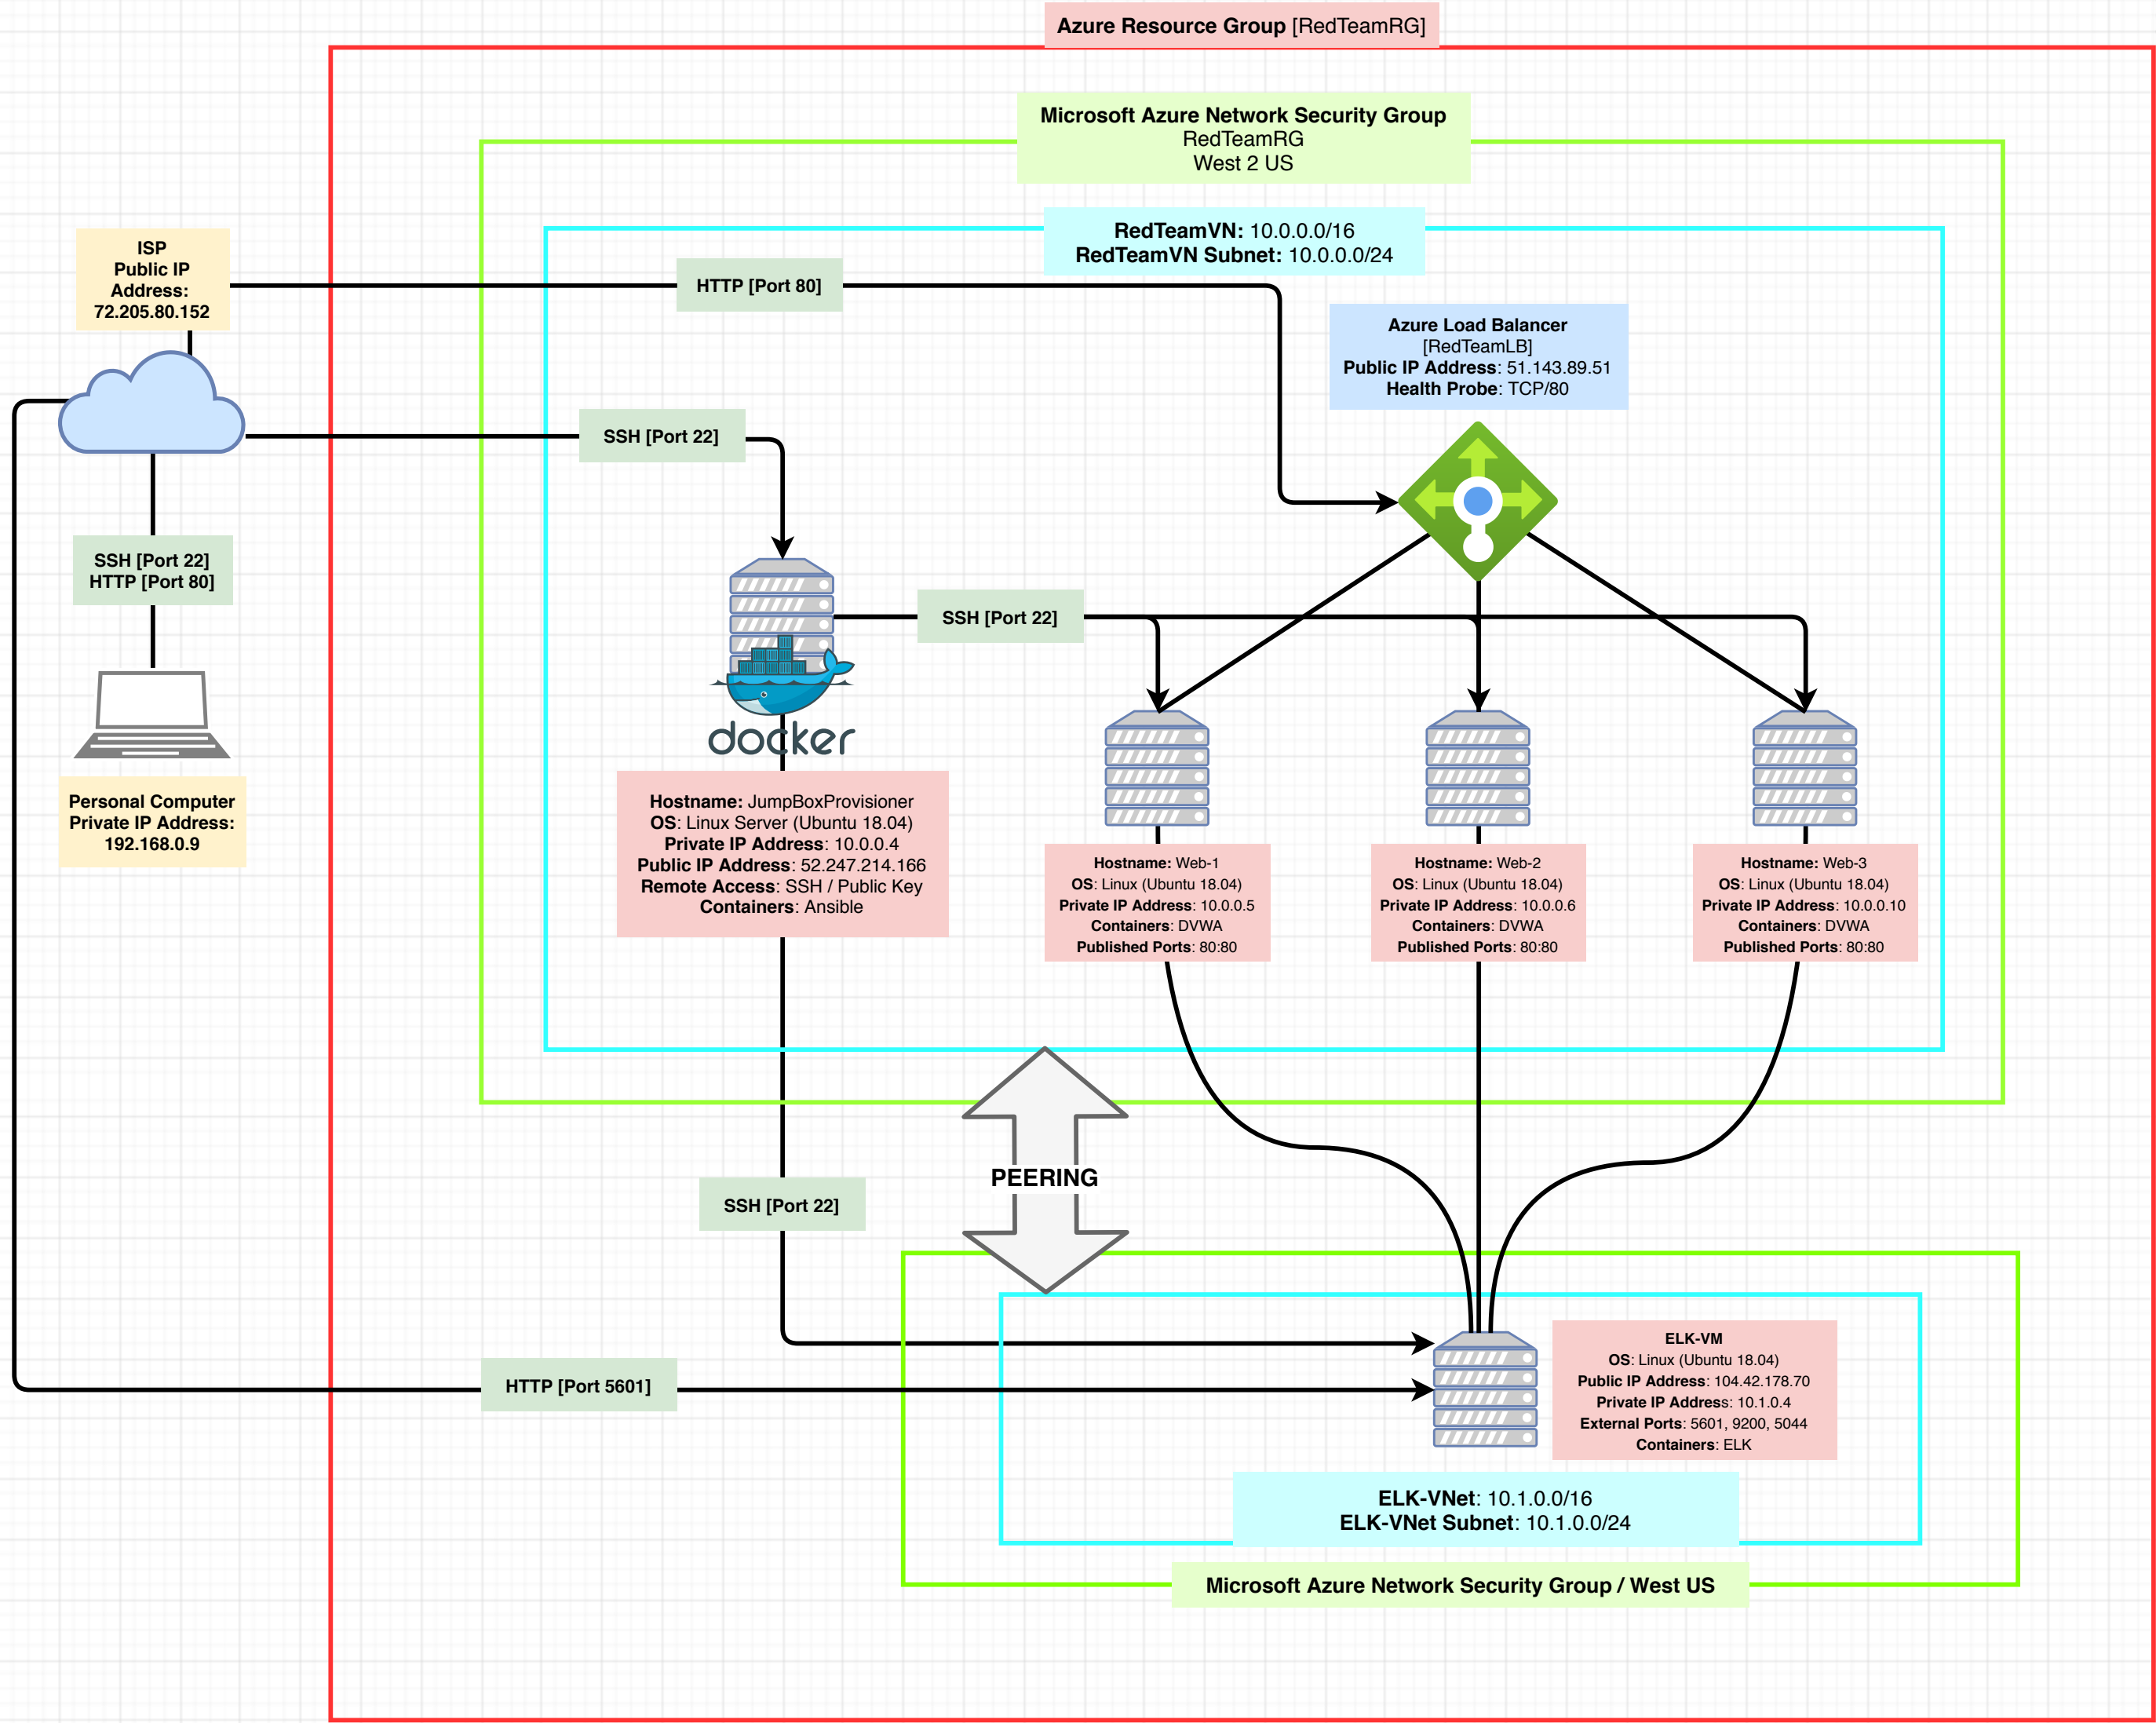 Azure Resource Group [RedTeamRG]
Microsoft Azure Network Security Group
RedTeamRG
West 2 US
RedTeamVN: 10.0.0.0/16
RedTeamVN Subnet: 10.0.0.0/24
ISP
Public IP
Address:
72.205.80.152
HTTP [Port 80]
Azure Load Balancer
[RedTeamLB]
Public IP Address: 51.143.89.51
Health Probe: TCP/80
SSH [Port 22]
SSH [Port 22]
HTTP [Port 80]
SSH [Port 22]
docker
Personal Computer
Private IP Address:
192.168.0.9
Hostname: JumpBoxProvisioner
OS: Linux Server (Ubuntu 18.04)
Private IP Address: 10.0.0.4
Public IP Address: 52.247.214.166
Remote Access: SSH / Public Key
Containers: Ansible
Hostname: Web-1
OS: Linux (Ubuntu 18.04)
Private IP Address: 10.0.0.5
Containers: DVWA
Published Ports: 80:80
Hostname: Web-2
OS: Linux (Ubuntu 18.04)
Private IP Address: 10.0.0.6
Containers: DVWA
Published Ports: 80:80
Hostname: Web-3
OS: Linux (Ubuntu 18.04)
Private IP Address: 10.0.0.10
Containers: DVWA
Published Ports: 80:80
PEERING
SSH [Port 22]
HTTP [Port 5601]
ELK-VM
OS: Linux (Ubuntu 18.04)
Public IP Address: 104.42.178.70
Private IP Address: 10.1.0.4
External Ports: 5601, 9200, 5044
Containers: ELK
ELK-VNet: 10.1.0.0/16
ELK-VNet Subnet: 10.1.0.0/24
Microsoft Azure Network Security Group / West US